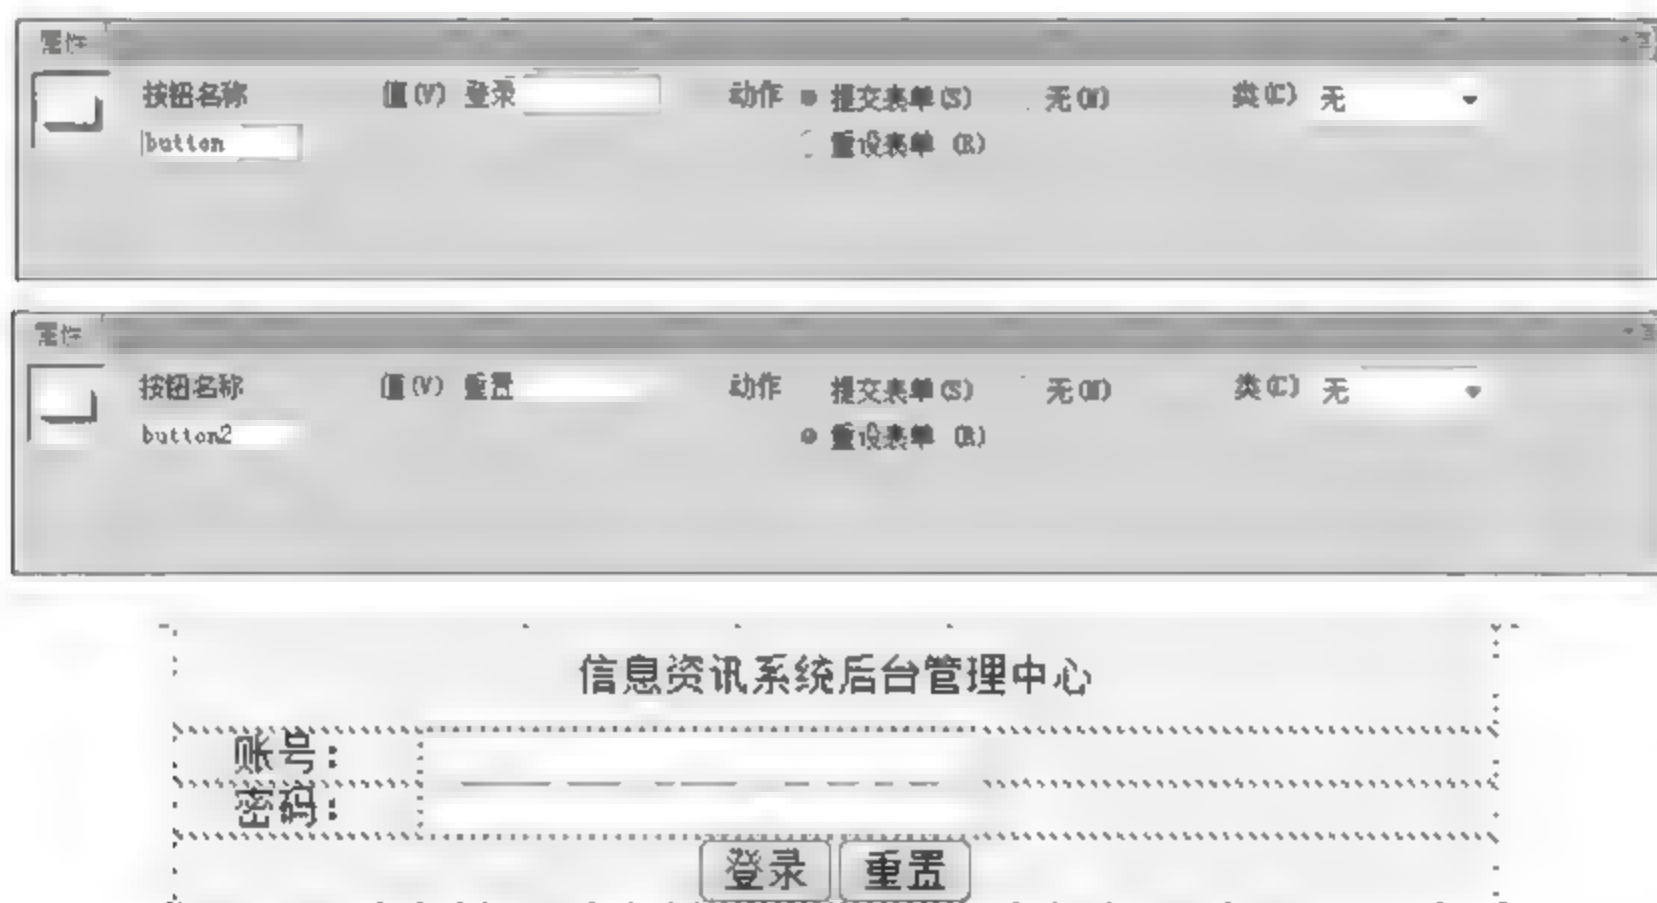 属性
按钮名称 值(V) 登录 动作 提交表单(S) 无(N) 类(C) 无
button 重设表单 (R)
属性
按钮名称 值(V) 重置 动作 提交表单(S) 无(N) 类(C) 无
button2 重设表单 (R)
信息资讯系统后台管理中心
账号:
密码:
登录 重置